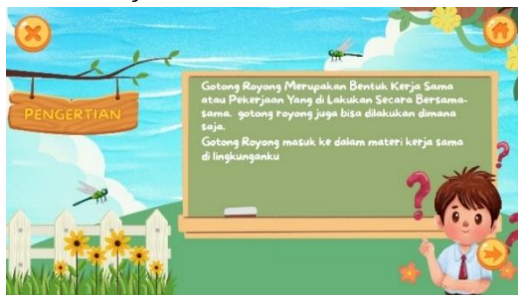 PENGERTIAN
Gotong Royong Merupakan Bentuk Kerja Sama
atau Pekerjaan Yang di Lakukan Secara Bersama-
sama. gotong royong juga bisa dilakukan dimana
saja.
Gotong Royong masuk ke dalam materi kerja sama
di lingkunganku